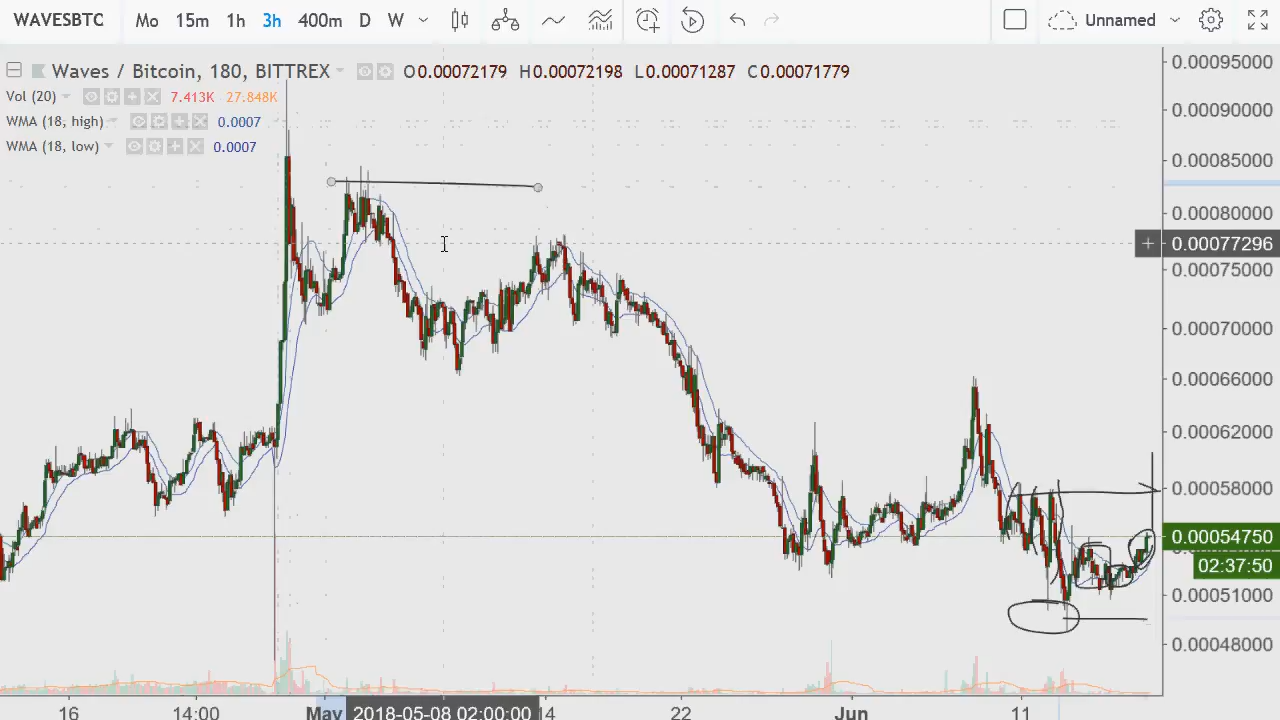 WAVESBTC Mo 15m 1h 3h 400m D W Unnamed
Waves / Bitcoin, 180, BITTREX O0.00072179 H0.00072198 L0.00071287 C0.00071779
Vol (20) 7.413K 27.848K
WMA (18, high) 0.0007
WMA (18, low) 0.0007
0.00095000
0.00090000
0.00085000
0.00080000
0.00077296
0.00075000
0.00070000
0.00066000
0.00062000
0.00058000
0.00054750
02:37:50
0.00051000
0.00048000
16 14:00 May 2018-05-08 02:00:00 14 22 Jun 11